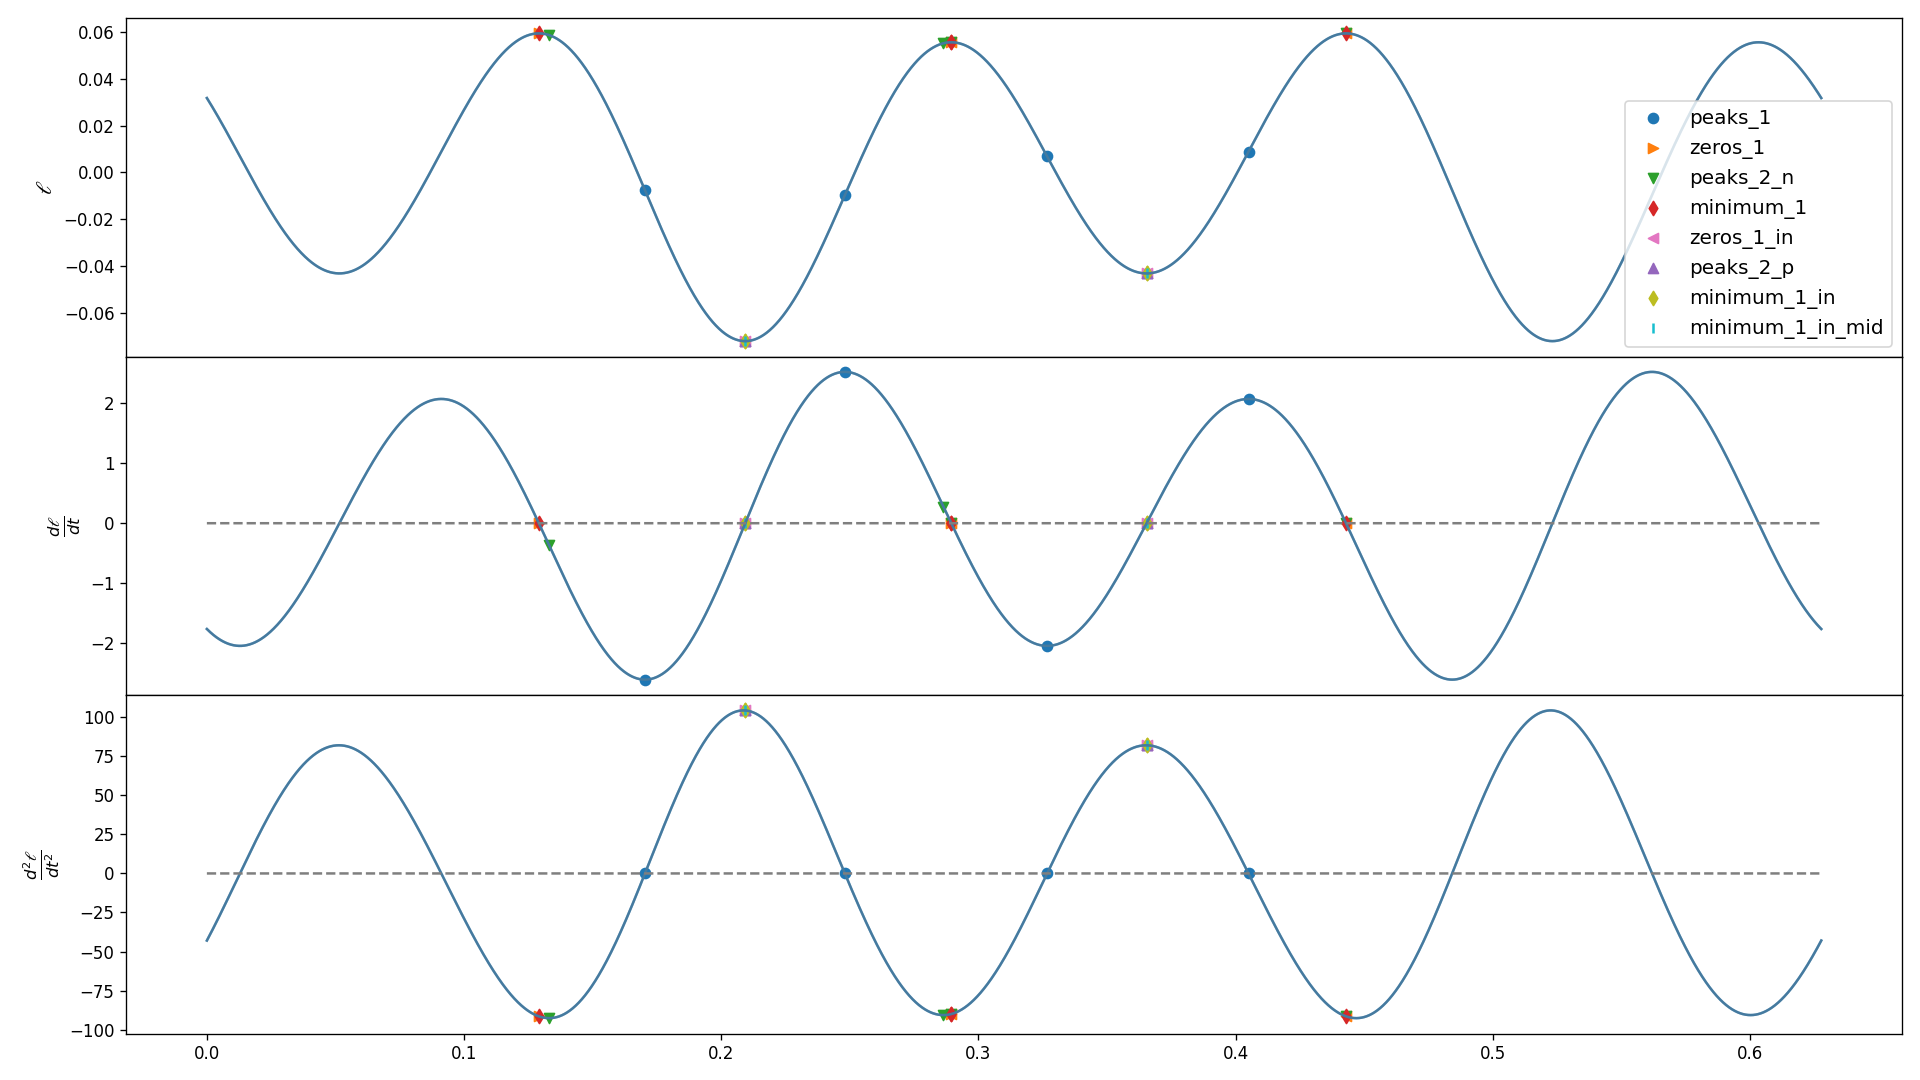 0.06
0.04
0.02
0.00
−0.02
−0.04
−0.06
ℓ
peaks_1
zeros_1
peaks_2_n
minimum_1
zeros_1_in
peaks_2_p
minimum_1_in
minimum_1_in_mid
2
1
0
−1
−2
dℓ
dt
100
75
50
25
0
−25
−50
−75
−100
d²ℓ
dt²
0.0 0.1 0.2 0.3 0.4 0.5 0.6